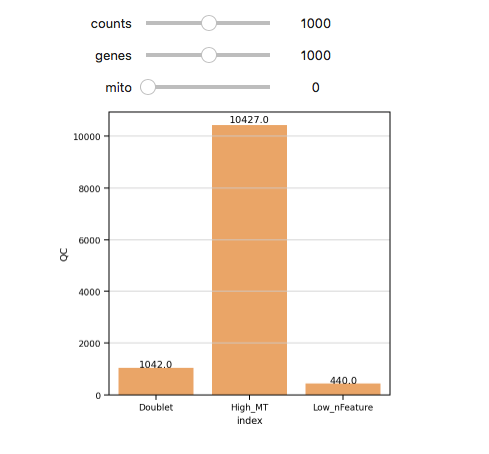 counts 1000
genes 1000
mito 0
10427.0
10000
8000
6000
QC
4000
2000
1042.0
440.0
0
Doublet High_MT Low_nFeature
index